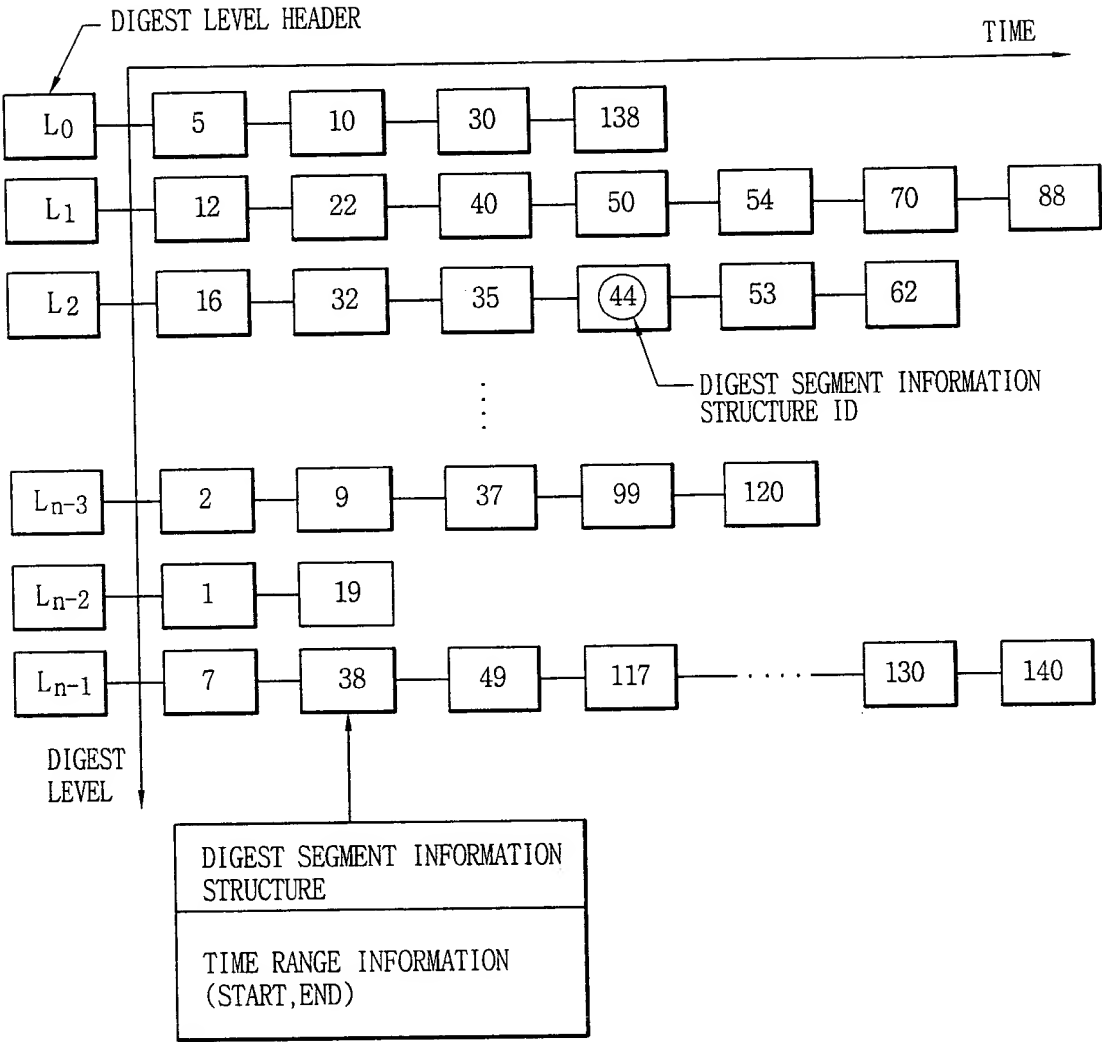 DIGEST LEVEL HEADER
TIME
L0 5 10 30 138
L1 12 22 40 50 54 70 88
L2 16 32 35 44 53 62
DIGEST SEGMENT INFORMATION
STRUCTURE ID
Ln-3 2 9 37 99 120
Ln-2 1 19
Ln-1 7 38 49 117 ···· 130 140
DIGEST
LEVEL
DIGEST SEGMENT INFORMATION
STRUCTURE
TIME RANGE INFORMATION
(START,END)